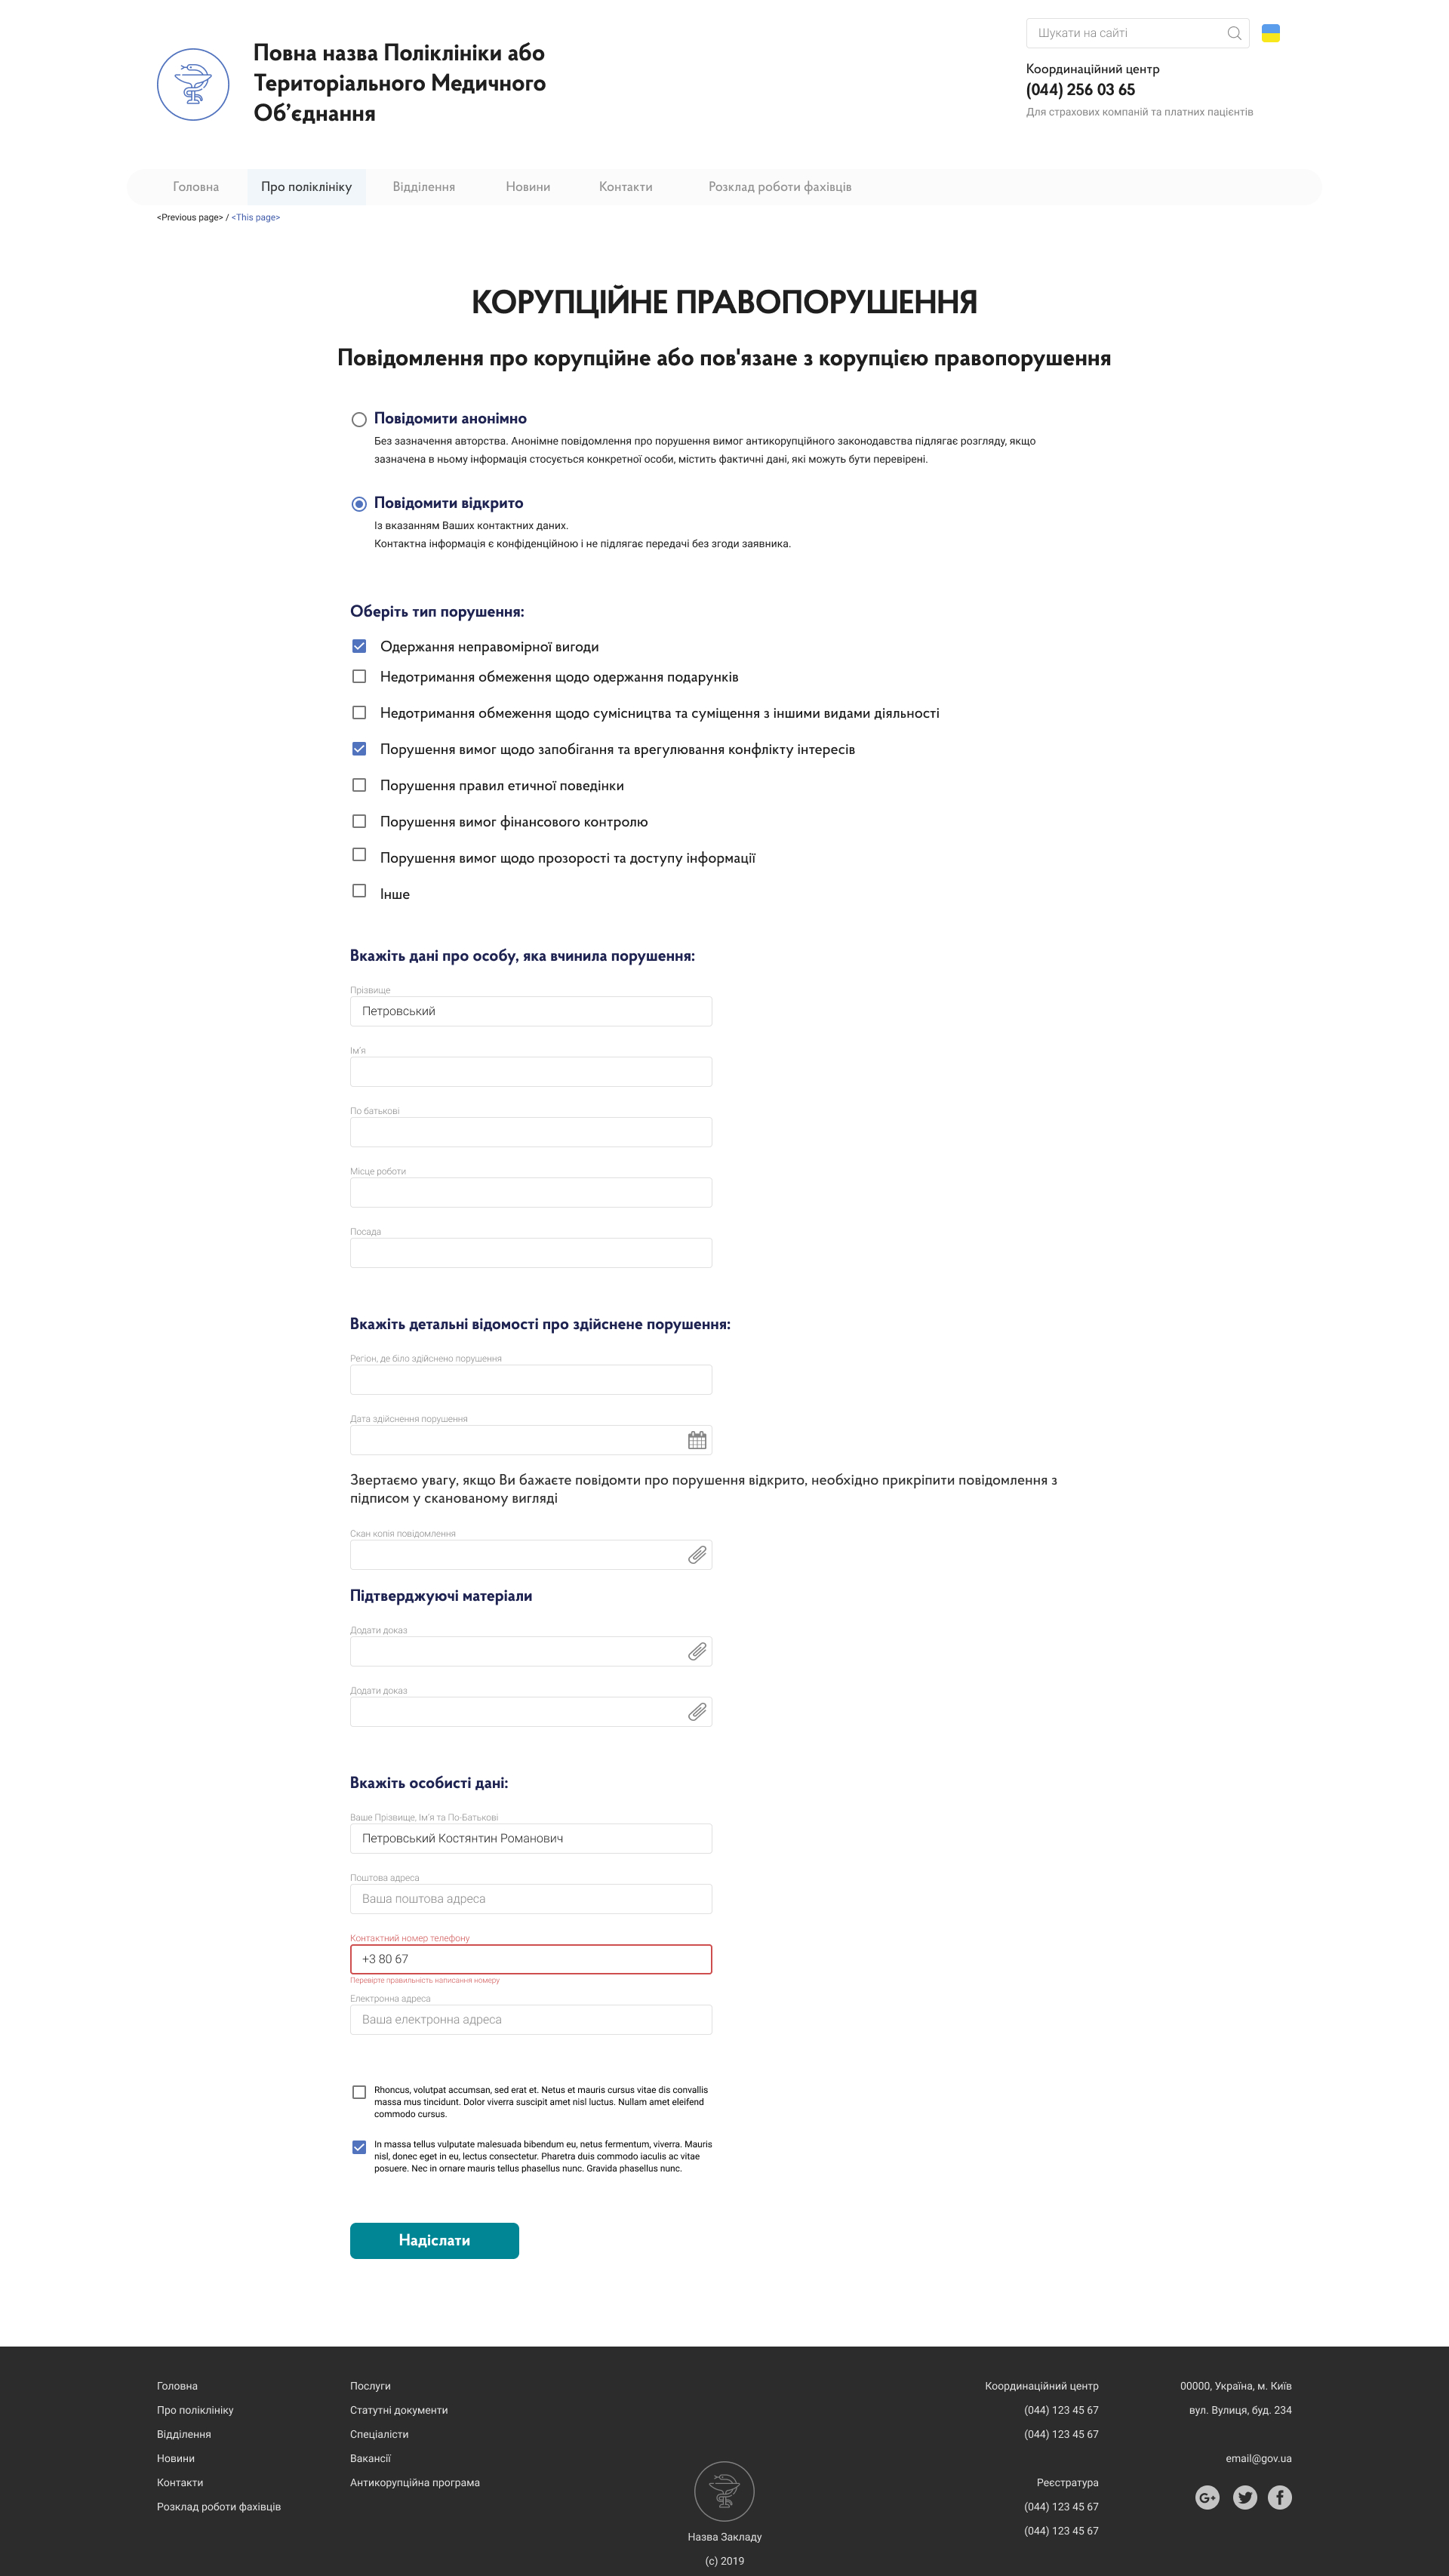 Повна назва Поліклініки або
Територіального Медичного
Об’єднання
Шукати на сайті
Координаційний центр
(044) 256 03 65
Для страхових компаній та платних пацієнтів
Головна
Про поліклініку
Відділення
Новини
Контакти
Розклад роботи фахівців
<Previous page> / <This page>
КОРУПЦІЙНЕ ПРАВОПОРУШЕННЯ
Повідомлення про корупційне або пов'язане з корупцією правопорушення
Повідомити анонімно
Без зазначення авторства. Анонімне повідомлення про порушення вимог антикорупційного законодавства підлягає розгляду, якщо
зазначена в ньому інформація стосується конкретної особи, містить фактичні дані, які можуть бути перевірені.
Повідомити відкрито
Із вказанням Ваших контактних даних.
Контактна інформація є конфіденційною і не підлягає передачі без згоди заявника.
Оберіть тип порушення:
Одержання неправомірної вигоди
Недотримання обмеження щодо одержання подарунків
Недотримання обмеження щодо сумісництва та суміщення з іншими видами діяльності
Порушення вимог щодо запобігання та врегулювання конфлікту інтересів
Порушення правил етичної поведінки
Порушення вимог фінансового контролю
Порушення вимог щодо прозорості та доступу інформації
Інше
Вкажіть дані про особу, яка вчинила порушення:
Прізвище
Петровський
Ім'я
По батькові
Місце роботи
Посада
Вкажіть детальні відомості про здійснене порушення:
Регіон, де біло здійснено порушення
Дата здійснення порушення
Звертаємо увагу, якщо Ви бажаєте повідомти про порушення відкрито, необхідно прикріпити повідомлення з
підписом у сканованому вигляді
Скан копія повідомлення
Підтверджуючі матеріали
Додати доказ
Додати доказ
Вкажіть особисті дані:
Ваше Прізвище, Ім'я та По-Батькові
Петровський Костянтин Романович
Поштова адреса
Ваша поштова адреса
Контактний номер телефону
+3 80 67
Перевірте правильність написання номеру
Електронна адреса
Ваша електронна адреса
Rhoncus, volutpat accumsan, sed erat et. Netus et mauris cursus vitae dis convallis
massa mus tincidunt. Dolor viverra suscipit amet nisl luctus. Nullam amet eleifend
commodo cursus.
In massa tellus vulputate malesuada bibendum eu, netus fermentum, viverra. Mauris
nisl, donec eget in eu, lectus consectetur. Pharetra duis commodo iaculis ac vitae
posuere. Nec in ornare mauris tellus phasellus nunc. Gravida phasellus nunc.
Надіслати
Головна
Про поліклініку
Відділення
Новини
Контакти
Розклад роботи фахівців
Послуги
Статутні документи
Спеціалісти
Вакансії
Антикорупційна програма
Назва Закладу
(c) 2019
Координаційний центр
(044) 123 45 67
(044) 123 45 67
Реєстратура
(044) 123 45 67
(044) 123 45 67
00000, Україна, м. Київ
вул. Вулиця, буд. 234
email@gov.ua
G+
f